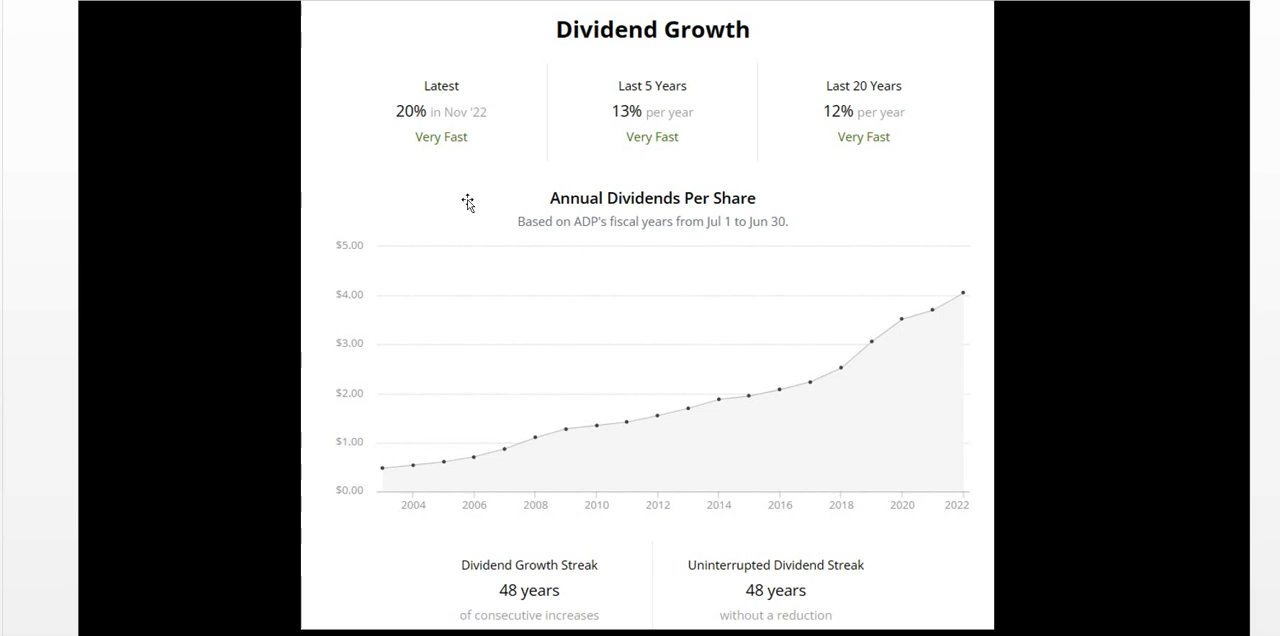 Dividend Growth
Latest
20% in Nov '22
Very Fast
Last 5 Years
13% per year
Very Fast
Last 20 Years
12% per year
Very Fast
Annual Dividends Per Share
Based on ADP's fiscal years from Jul 1 to Jun 30.
$5.00
$4.00
$3.00
$2.00
$1.00
$0.00
2004 2006 2008 2010 2012 2014 2016 2018 2020 2022
Dividend Growth Streak
48 years
of consecutive increases
Uninterrupted Dividend Streak
48 years
without a reduction